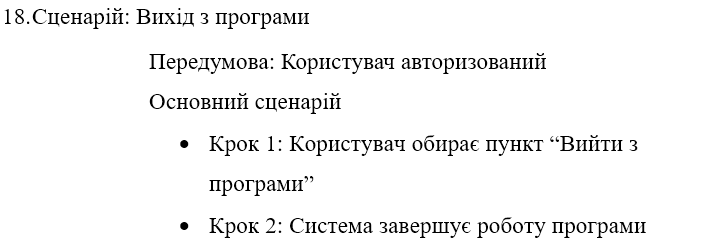 18.Сценарій: Вихід з програми
Передумова: Користувач авторизований
Основний сценарій
• Крок 1: Користувач обирає пункт “Вийти з
програми”
• Крок 2: Система завершує роботу програми